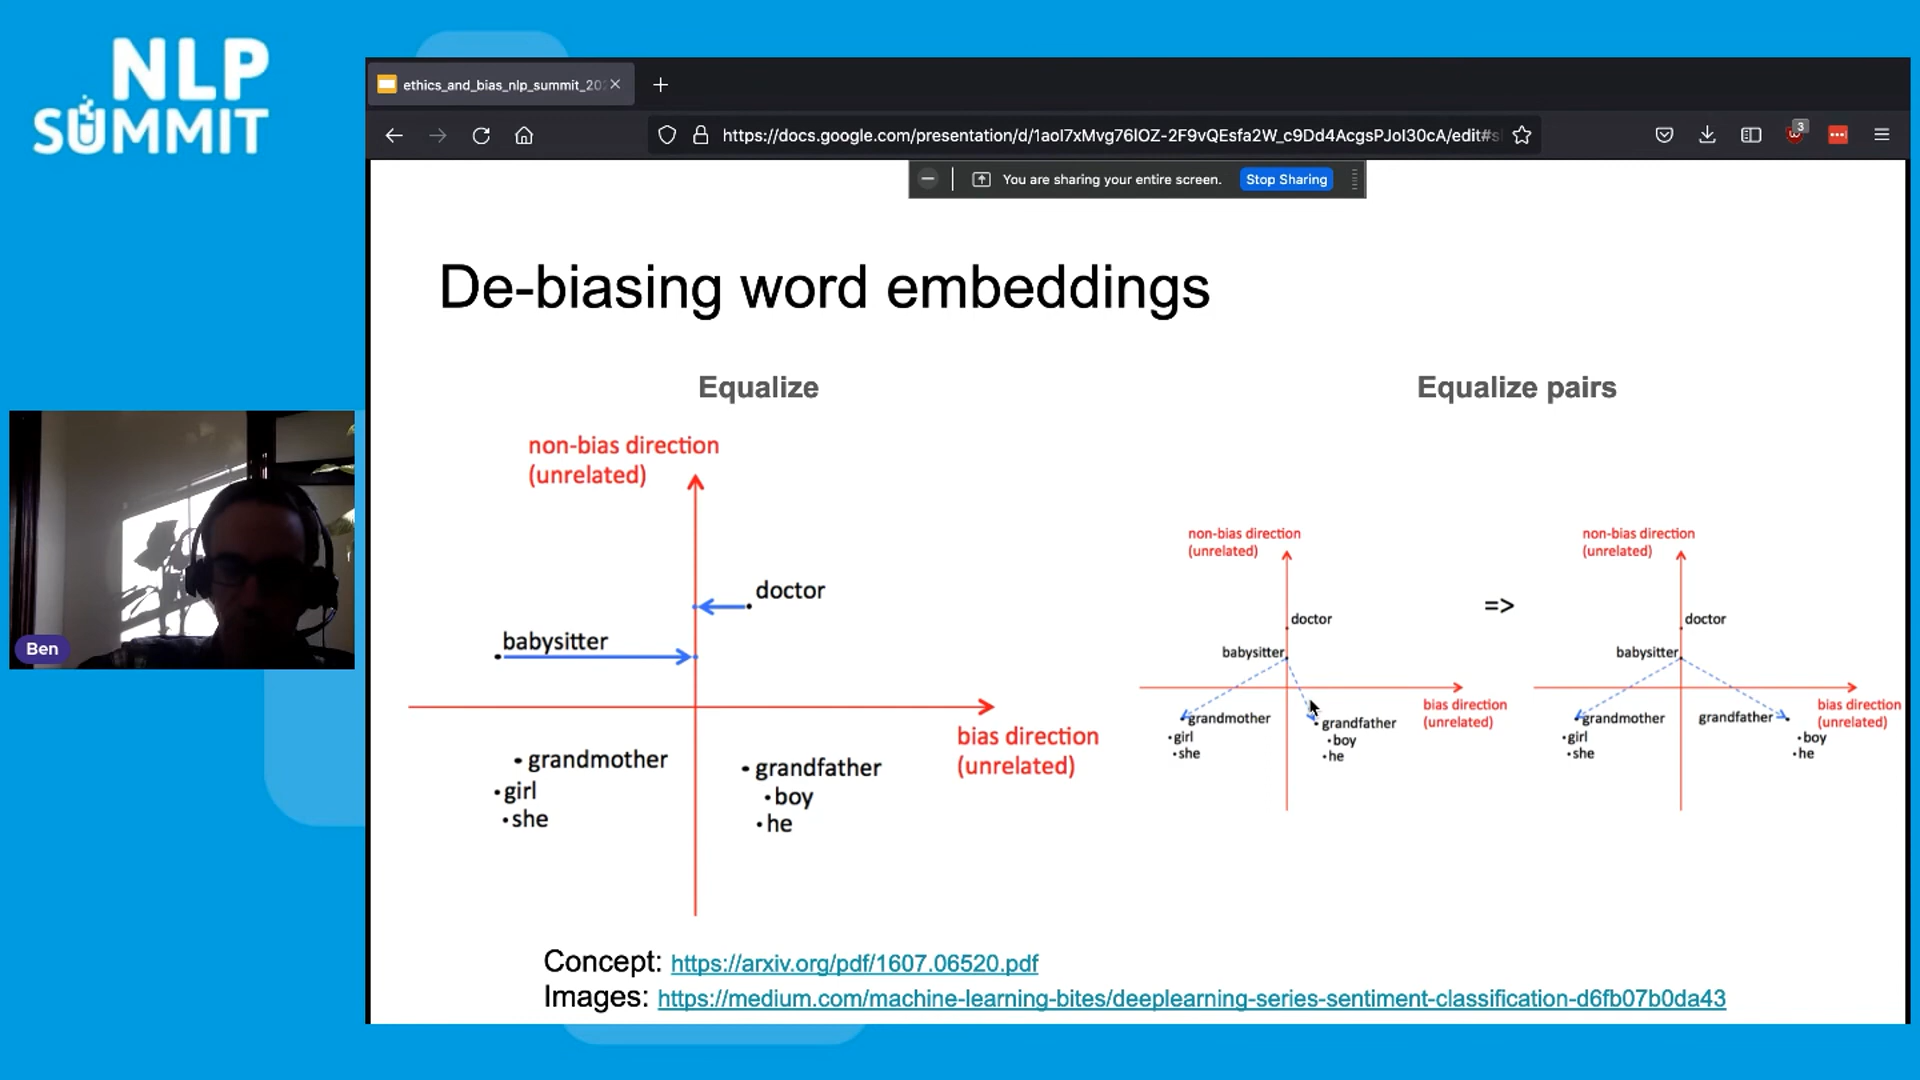 NLP
SUMMIT
ethics_and_bias_nlp_summit_20
https://docs.google.com/presentation/d/1aoI7xMvg76lOZ-2F9vQEsfa2W_c9Dd4AcgsPJoI30cA/edit#s
3
You are sharing your entire screen.
Stop Sharing
De-biasing word embeddings
Equalize
non-bias direction
(unrelated)
doctor
babysitter
bias direction
(unrelated)
grandmother
girl
she
grandfather
boy
he
Equalize pairs
non-bias direction
(unrelated)
doctor
babysitter
bias direction
(unrelated)
grandmother
girl
she
grandfather
boy
he
=>
non-bias direction
(unrelated)
doctor
babysitter
bias direction
(unrelated)
grandmother
girl
she
grandfather
boy
he
Concept: https://arxiv.org/pdf/1607.06520.pdf
Images: https://medium.com/machine-learning-bites/deeplearning-series-sentiment-classification-d6fb07b0da43
Ben